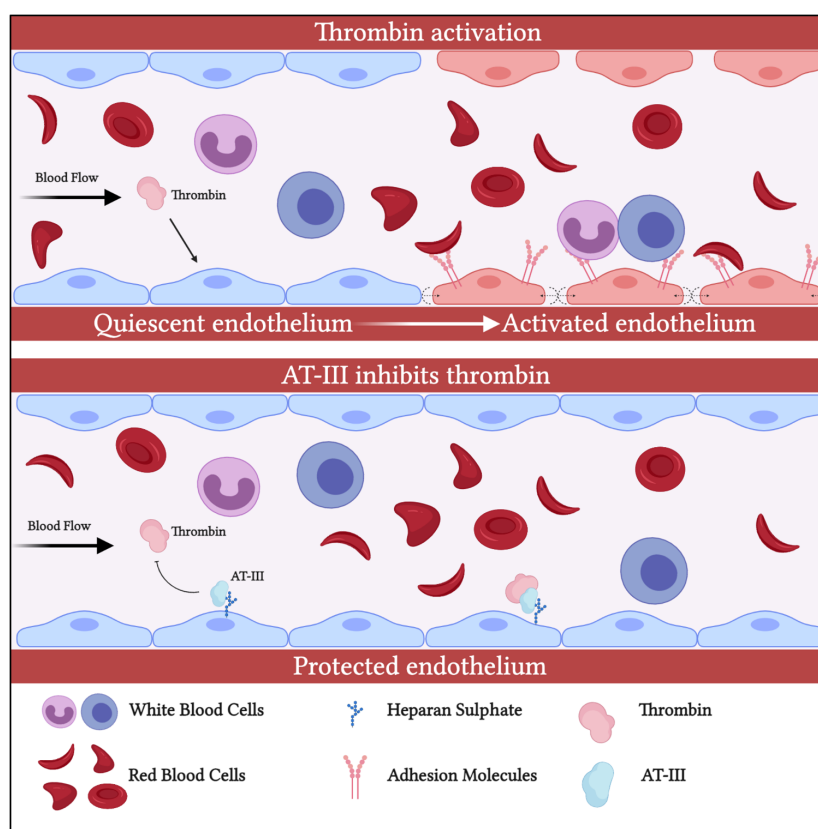 Thrombin activation
Blood Flow
Thrombin
Quiescent endothelium
Activated endothelium
AT-III inhibits thrombin
Blood Flow
Thrombin
AT-III
Protected endothelium
White Blood Cells
Heparan Sulphate
Thrombin
Red Blood Cells
Adhesion Molecules
AT-III